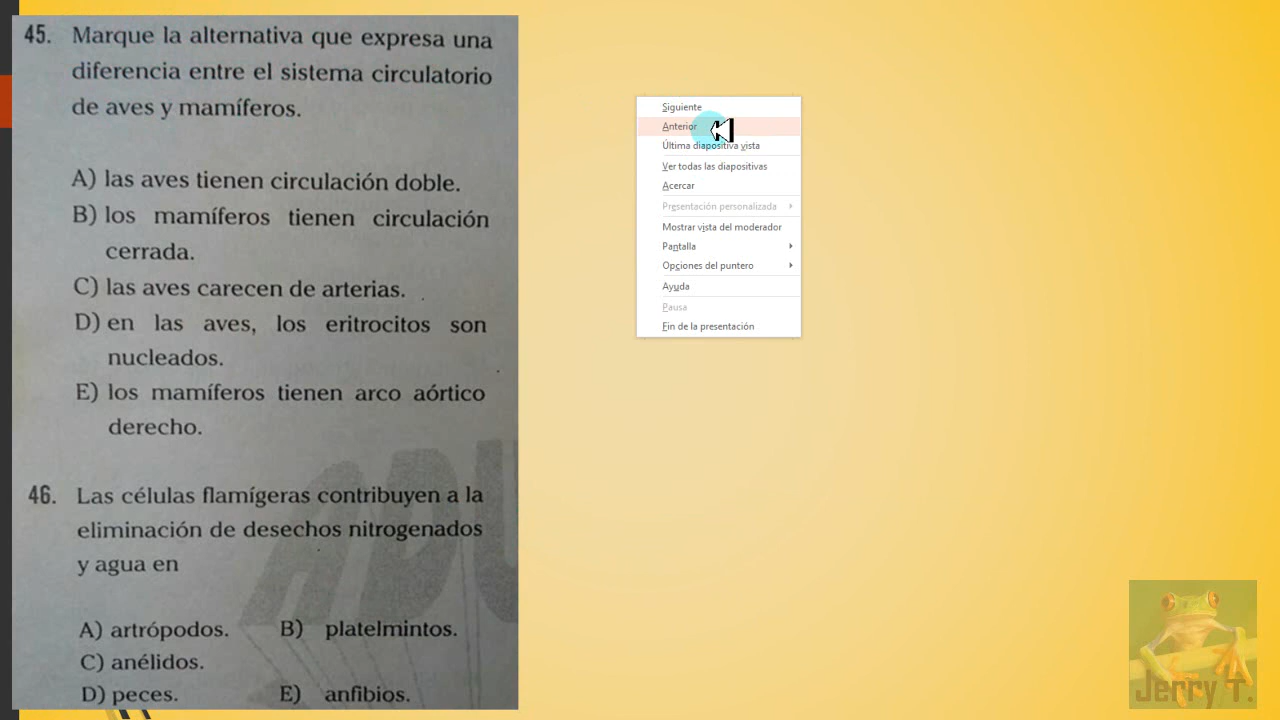 45. Marque la alternativa que expresa una
diferencia entre el sistema circulatorio
de aves y mamíferos.
A) las aves tienen circulación doble.
B) los mamíferos tienen circulación
cerrada.
C) las aves carecen de arterias.
D) en las aves, los eritrocitos son
nucleados.
E) los mamíferos tienen arco aórtico
derecho.
46. Las células flamígeras contribuyen a la
eliminación de desechos nitrogenados
y agua en
A) artrópodos. B) platelmintos.
C) anélidos.
D) peces. E) anfibios.
Siguiente
Anterior
Última diapositiva vista
Ver todas las diapositivas
Acercar
Presentación personalizada
Mostrar vista del moderador
Pantalla
Opciones del puntero
Ayuda
Pausa
Fin de la presentación
Jerry T.